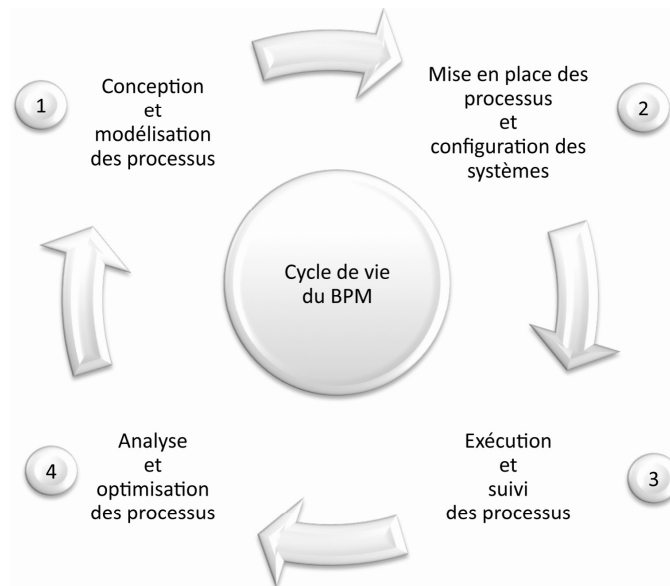 1
Conception
et
modélisation
des processus
Mise en place des
processus
et
configuration des
systèmes
2
Cycle de vie
du BPM
Exécution
et
suivi
des processus
3
Analyse
et
optimisation
des processus
4